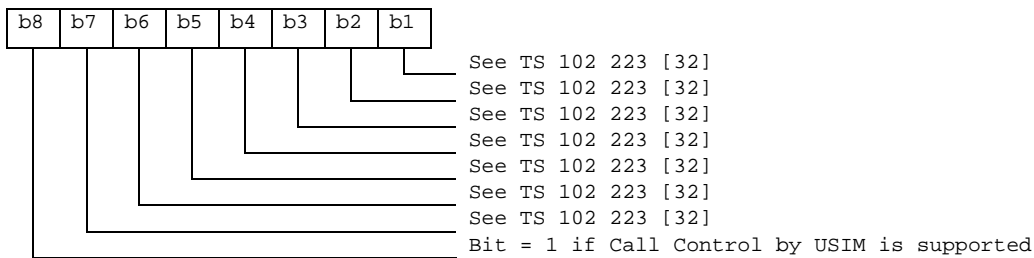 b8 b7 b6 b5 b4 b3 b2 b1
See TS 102 223 [32]
See TS 102 223 [32]
See TS 102 223 [32]
See TS 102 223 [32]
See TS 102 223 [32]
See TS 102 223 [32]
See TS 102 223 [32]
Bit = 1 if Call Control by USIM is supported